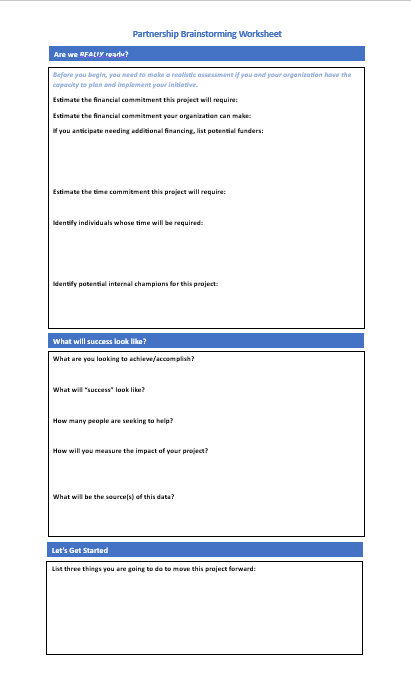 Partnership Brainstorming Worksheet
Are we REALLY ready?
Before you begin, you need to make a realistic assessment if you and your organization have the
capacity to plan and implement your initiative.
Estimate the financial commitment this project will require:
Estimate the financial commitment your organization can make:
If you anticipate needing additional financing, list potential funders:
Estimate the time commitment this project will require:
Identify individuals whose time will be required:
Identify potential internal champions for this project:
What will success look like?
What are you looking to achieve/accomplish?
What will “success” look like?
How many people are seeking to help?
How will you measure the impact of your project?
What will be the source(s) of this data?
Let's Get Started
List three things you are going to do to move this project forward: